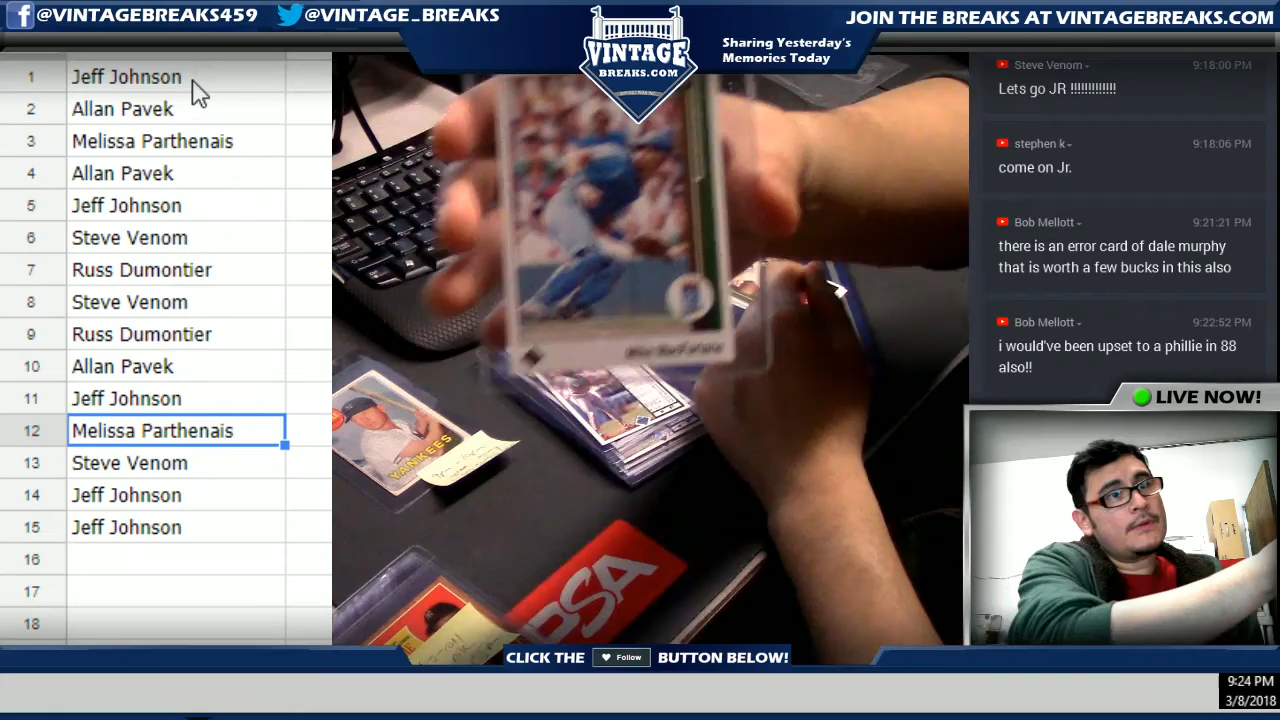 @VINTAGEBREAKS459
@VINTAGE_BREAKS
VINTAGE
BREAKS.COM
Sharing Yesterday's
Memories Today
JOIN THE BREAKS AT VINTAGEBREAKS.COM
1 Jeff Johnson
2 Allan Pavek
3 Melissa Parthenais
4 Allan Pavek
5 Jeff Johnson
6 Steve Venom
7 Russ Dumontier
8 Steve Venom
9 Russ Dumontier
10 Allan Pavek
11 Jeff Johnson
12 Melissa Parthenais
13 Steve Venom
14 Jeff Johnson
15 Jeff Johnson
16
17
18
YANKEES
Steve Venom 9:18:00 PM
Lets go JR !!!!!!!!!!!!
stephen k 9:18:06 PM
come on Jr.
Bob Mellott 9:21:21 PM
there is an error card of dale murphy
that is worth a few bucks in this also
Bob Mellott 9:22:52 PM
i would've been upset to a phillie in 88
also!!
LIVE NOW!
CLICK THE Follow BUTTON BELOW!
9:24 PM
3/8/2018